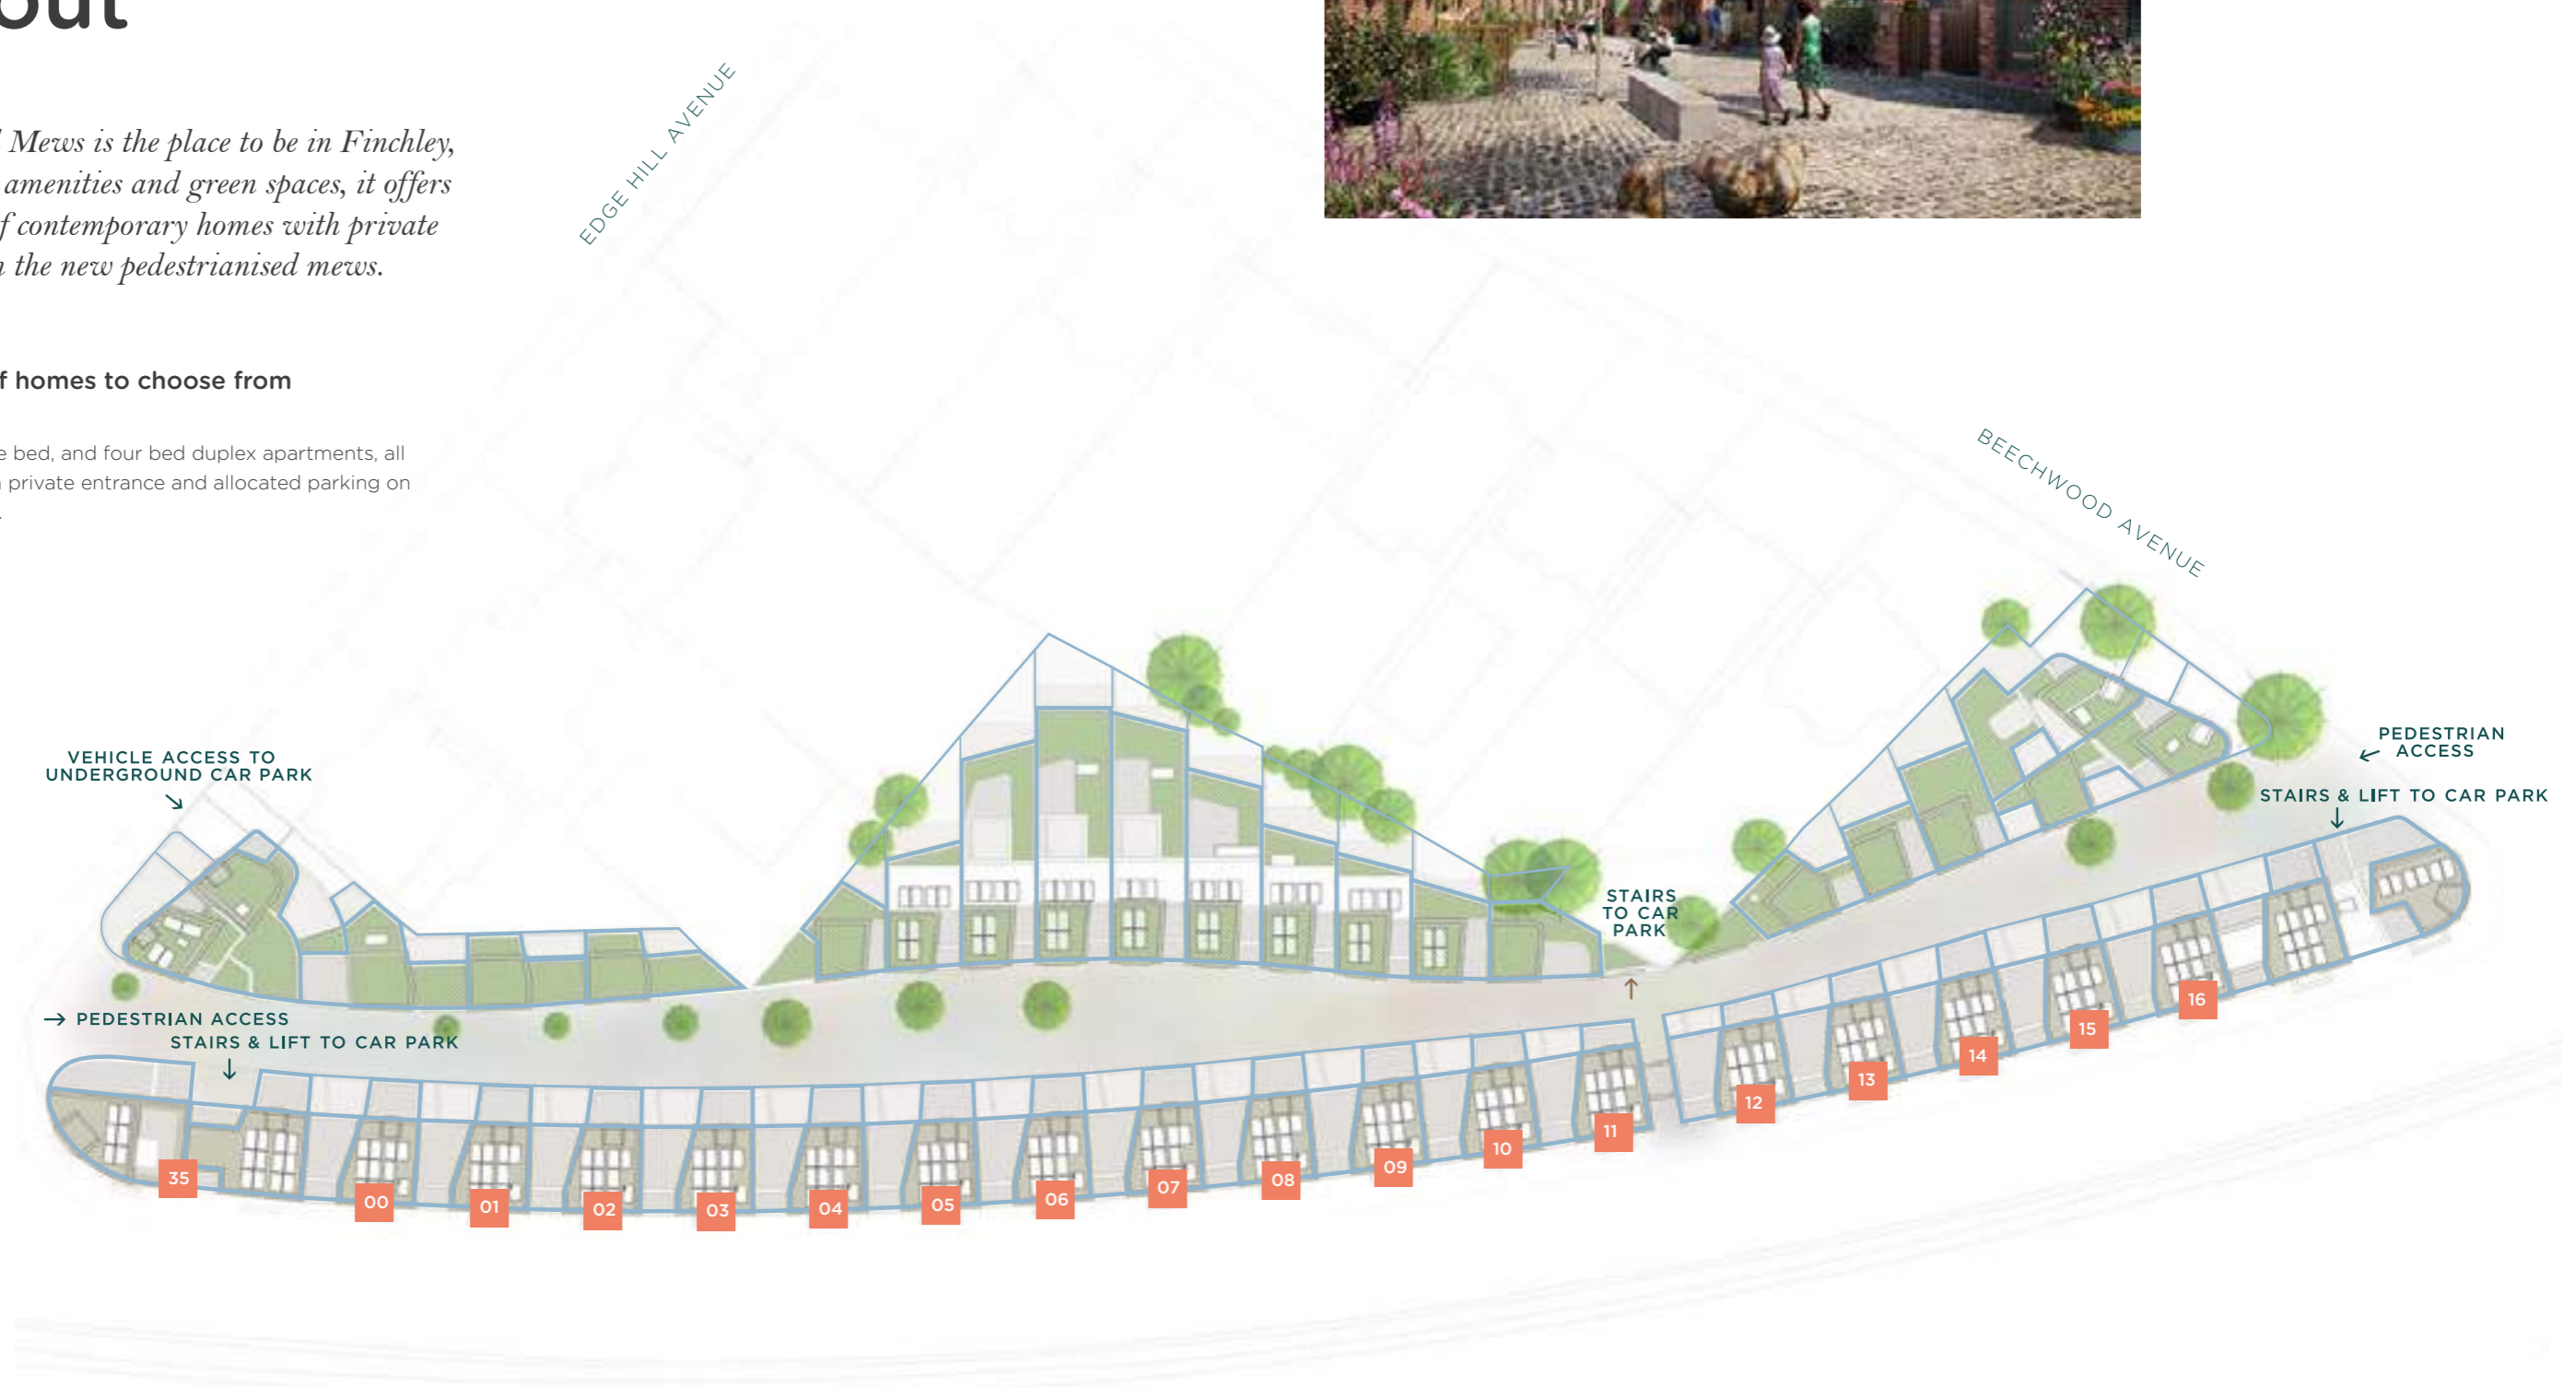 out
Mews is the place to be in Finchley,
amenities and green spaces, it offers
f contemporary homes with private
the new pedestrianised mews.
f homes to choose from
e bed, and four bed duplex apartments, all
private entrance and allocated parking on
EDGE HILL AVENUE
BEECHWOOD AVENUE
VEHICLE ACCESS TO
UNDERGROUND CAR PARK
PEDESTRIAN
ACCESS
STAIRS & LIFT TO CAR PARK
STAIRS
TO CAR
PARK
→ PEDESTRIAN ACCESS
STAIRS & LIFT TO CAR PARK
35
00
01
02
03
04
05
06
07
08
09
10
11
12
13
14
15
16